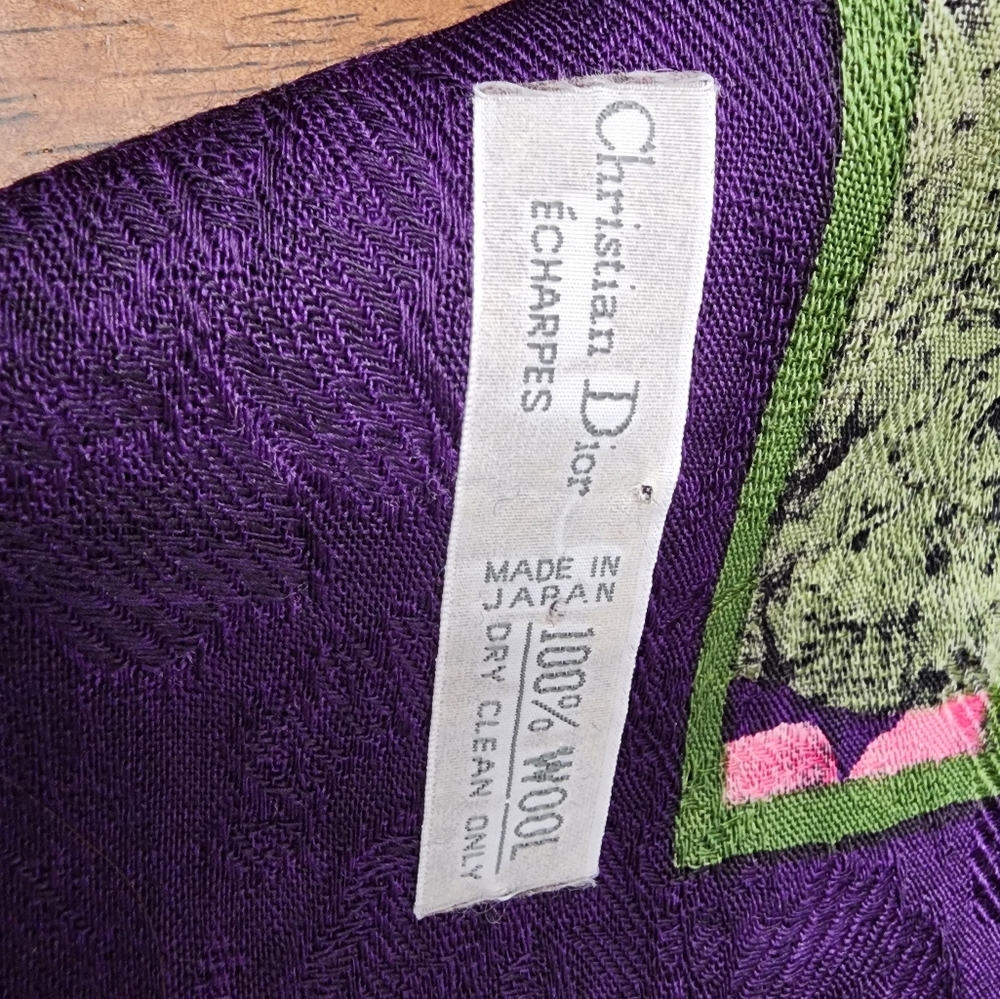 Christian Dior
ÉCHARPES
MADE IN
JAPAN
100% WOOL
DRY CLEAN ONLY